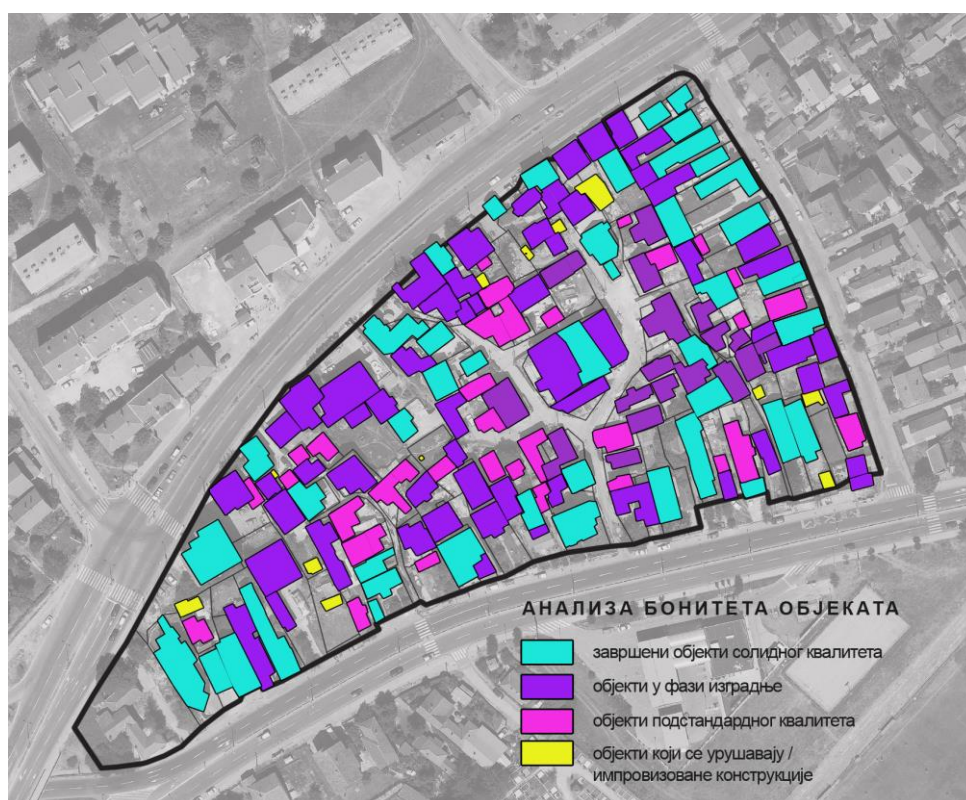 АНАЛИЗА БОНИТЕТА ОБЈЕКАТА
завршени објекти солидног квалитета
објекти у фази изградње
објекти подстандардног квалитета
објекти који се урушавају /
импровизоване конструкције